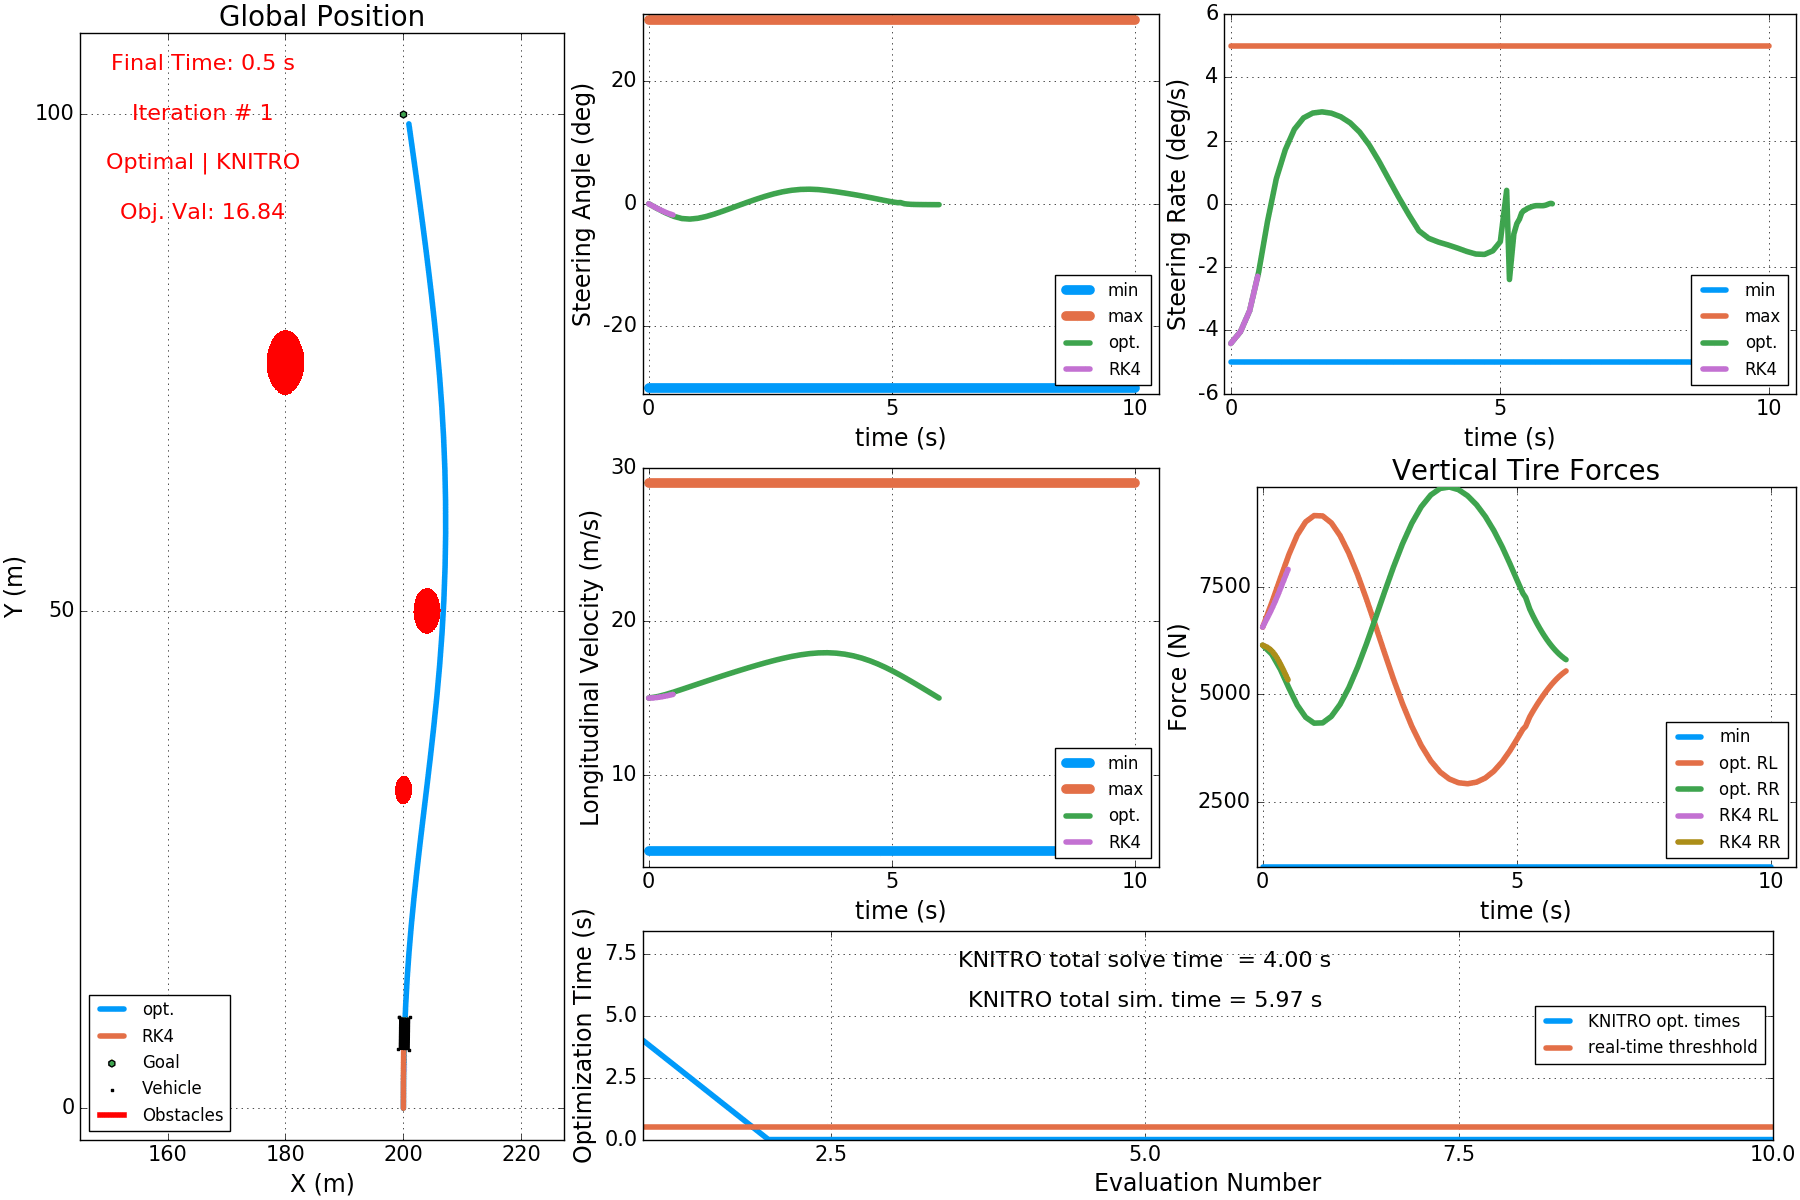 Global Position
Final Time: 0.5 s
Iteration # 1
Optimal | KNITRO
Obj. Val: 16.84
100
50
0
Y (m)
160
180
200
220
X (m)
opt.
RK4
Goal
Vehicle
Obstacles
Steering Angle (deg)
20
0
-20
0
5
10
time (s)
min
max
opt.
RK4
Steering Rate (deg/s)
6
4
2
0
-2
-4
-6
0
5
10
time (s)
min
max
opt.
RK4
Longitudinal Velocity (m/s)
30
20
10
0
5
10
time (s)
min
max
opt.
RK4
Vertical Tire Forces
Force (N)
7500
5000
2500
0
5
10
time (s)
min
opt. RL
opt. RR
RK4 RL
RK4 RR
Optimization Time (s)
7.5
5.0
2.5
0.0
KNITRO total solve time  = 4.00 s
KNITRO total sim. time = 5.97 s
KNITRO opt. times
real-time threshhold
2.5
5.0
7.5
10.0
Evaluation Number